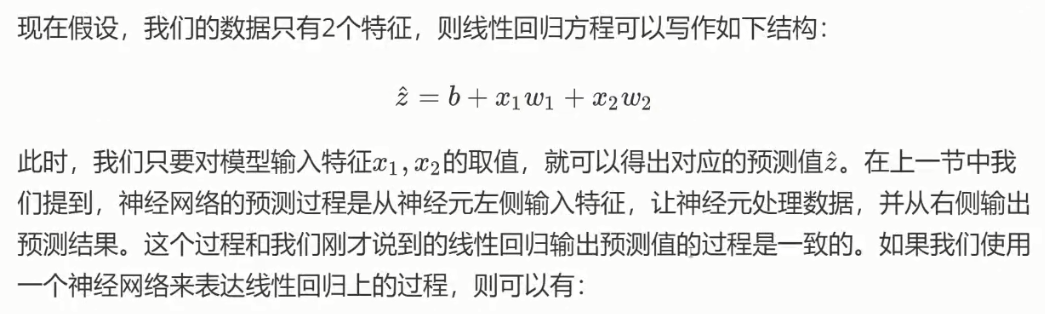 现在假设，我们的数据只有2个特征，则线性回归方程可以写作如下结构：
ẑ = b + x₁w₁ + x₂w₂
此时，我们只要对模型输入特征x₁, x₂的取值，就可以得出对应的预测值ẑ。在上一节中我
们提到，神经网络的预测过程是从神经元左侧输入特征，让神经元处理数据，并从右侧输出
预测结果。这个过程和我们刚才说到的线性回归输出预测值的过程是一致的。如果我们使用
一个神经网络来表达线性回归上的过程，则可以有：